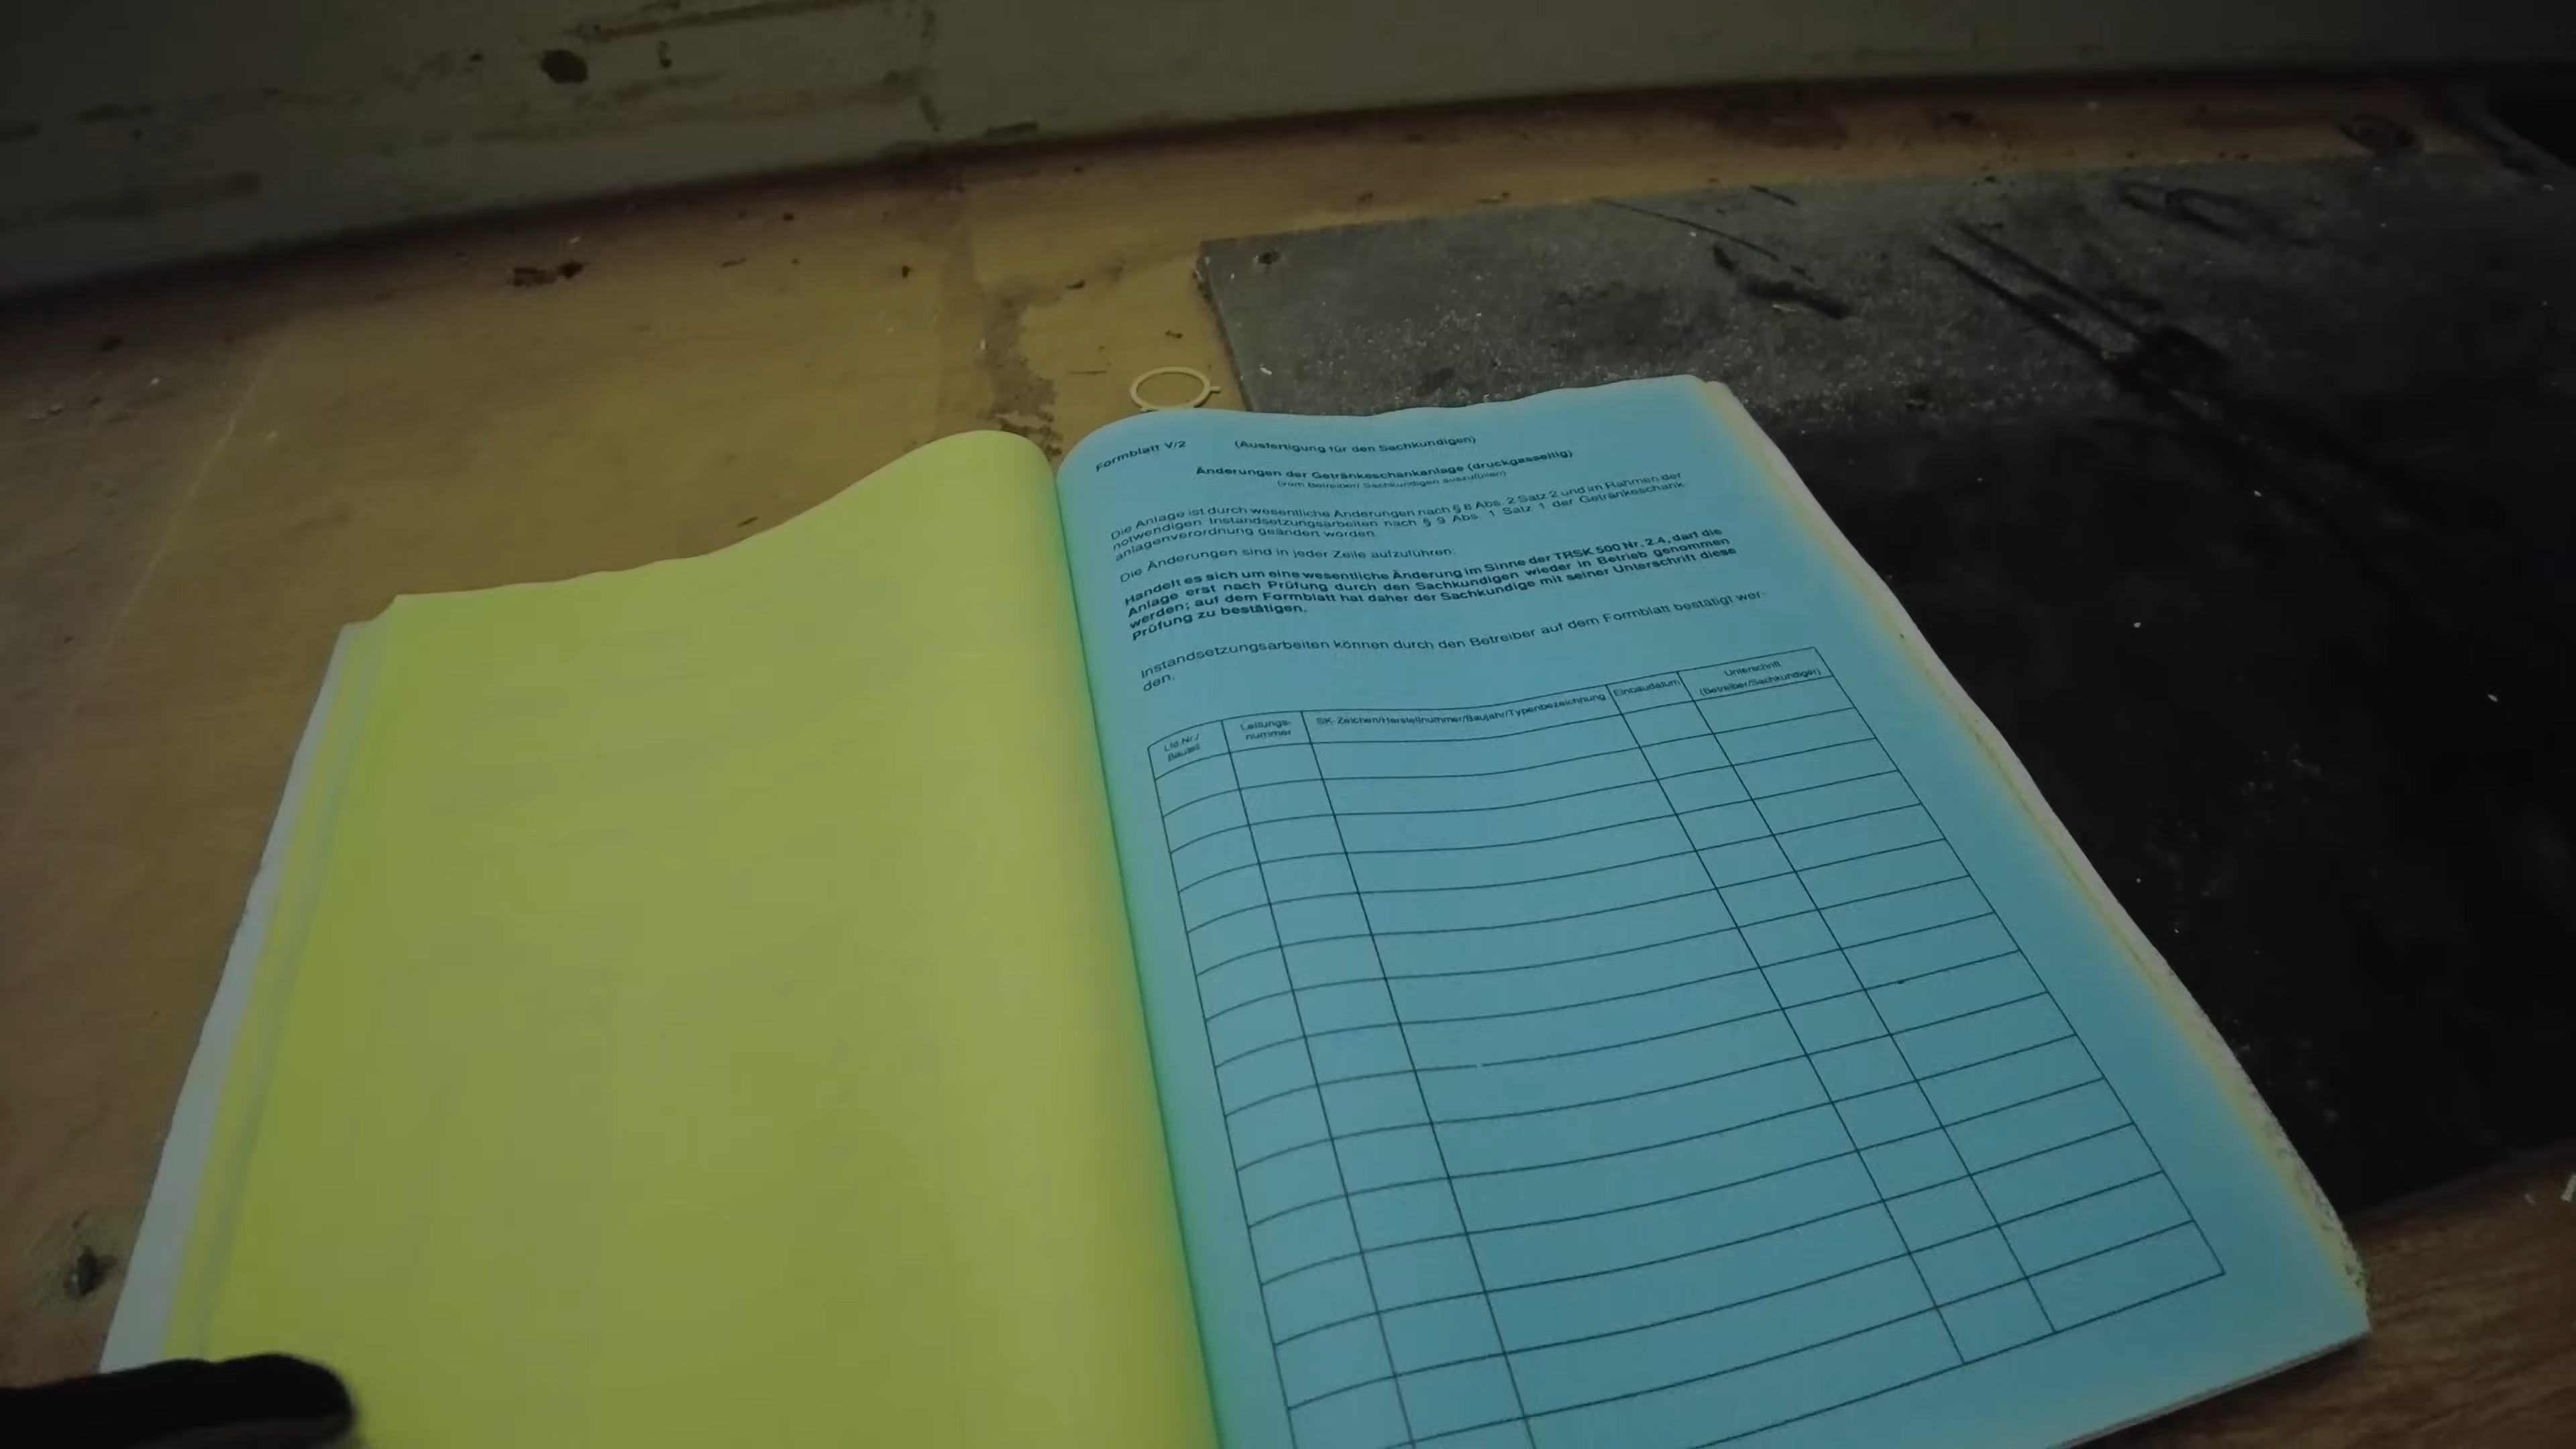 Formblatt V/2 (Ausfertigung für den Sachkundigen)
Änderungen der Getränkeschankanlage (druckgasseitig)
(vom Betreiber/Sachkundigen auszufüllen)
Die Anlage ist durch wesentliche Änderungen nach § 8 Abs. 2 Satz 2 und im Rahmen der
notwendigen Instandsetzungsarbeiten nach § 9 Abs. 1 Satz 1 der Getränkeschank-
anlagenverordnung geändert worden.
Die Änderungen sind in jeder Zeile aufzuführen.
Handelt es sich um eine wesentliche Änderung im Sinne der TRSK 500 Nr. 2.4, darf die
Anlage erst nach Prüfung durch den Sachkundigen wieder in Betrieb genommen
werden; auf dem Formblatt hat daher der Sachkundige mit seiner Unterschrift diese
Prüfung zu bestätigen.
Instandsetzungsarbeiten können durch den Betreiber auf dem Formblatt bestätigt wer-
den.
Lfd.Nr./
Bauteil
Leitungs-
nummer
SK-Zeichen/Herstellnummer/Baujahr/Typenbezeichnung
Einbaudatum
Unterschrift
(Betreiber/Sachkundiger)